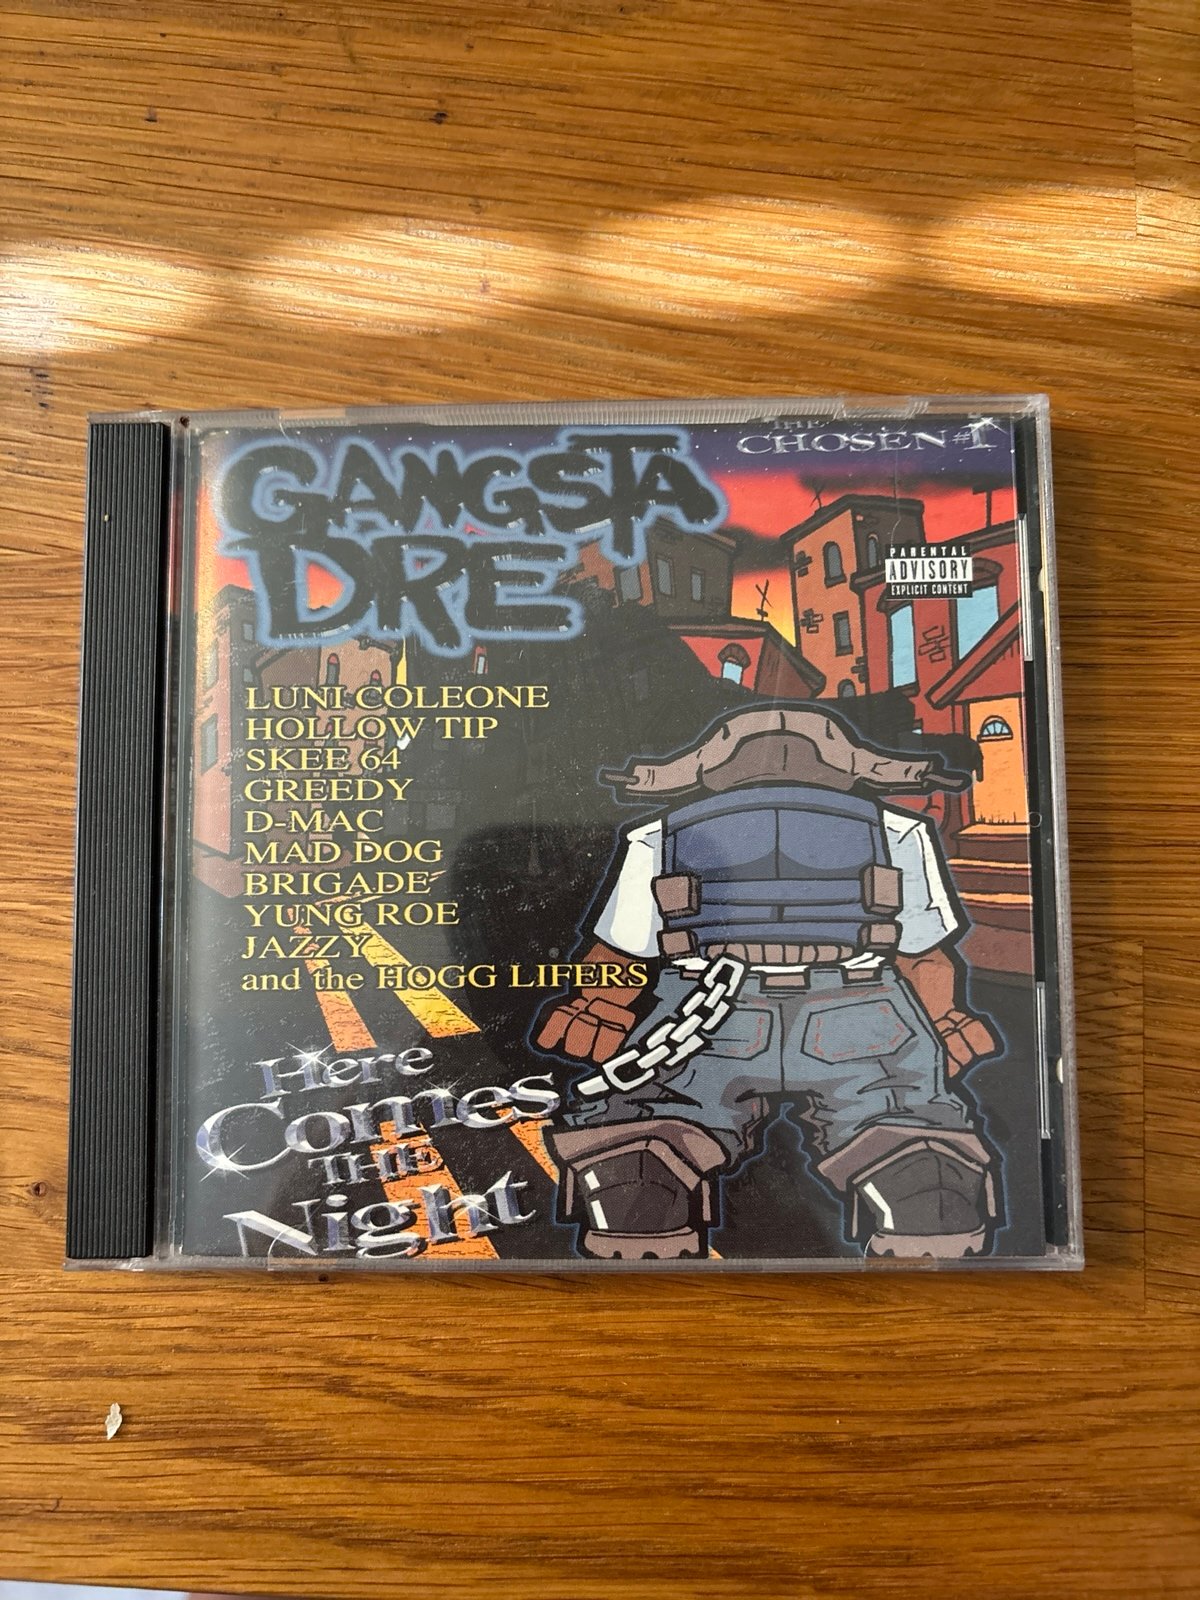 THE
CHOSEN #1
GANGSTA
DRE
PARENTAL
ADVISORY
EXPLICIT CONTENT
LUNI COLEONE
HOLLOW TIP
SKEE 64
GREEDY
D-MAC
MAD DOG
BRIGADE
YUNG ROE
JAZZY
and the HOGG LIFERS
Here
Comes
THE
Night